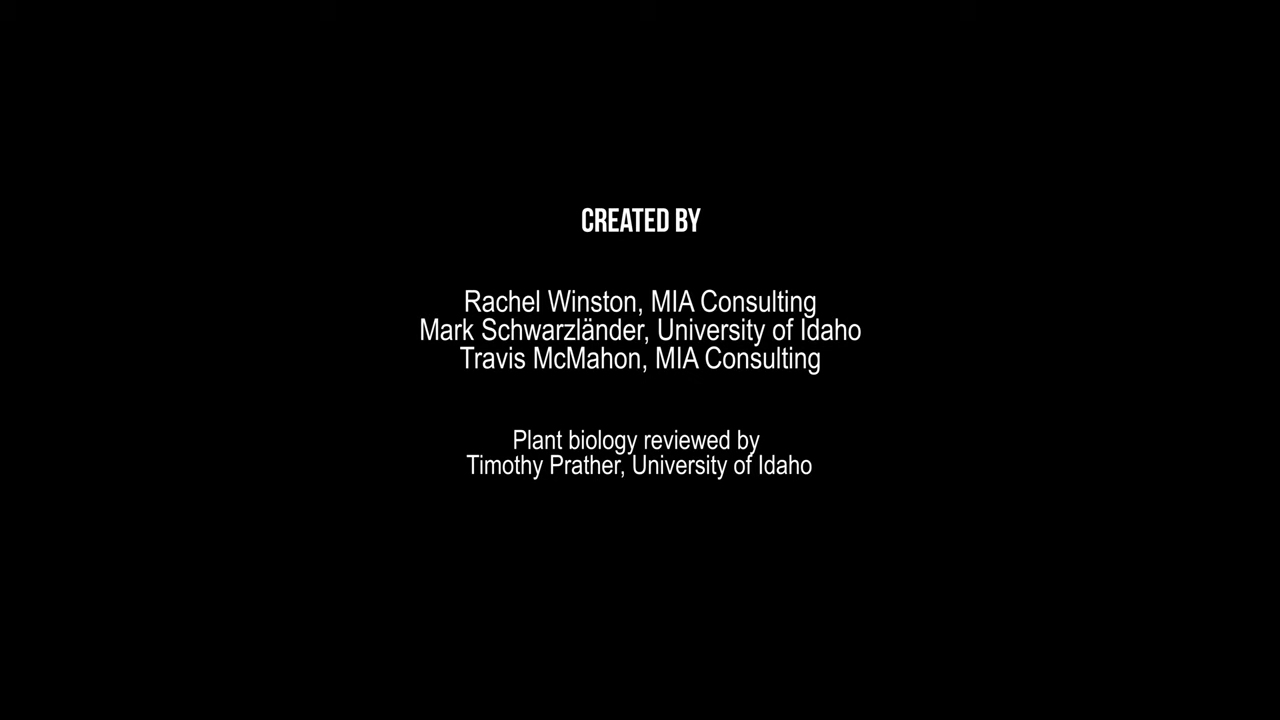 CREATED BY
Rachel Winston, MIA Consulting
Mark Schwarzländer, University of Idaho
Travis McMahon, MIA Consulting
Plant biology reviewed by
Timothy Prather, University of Idaho